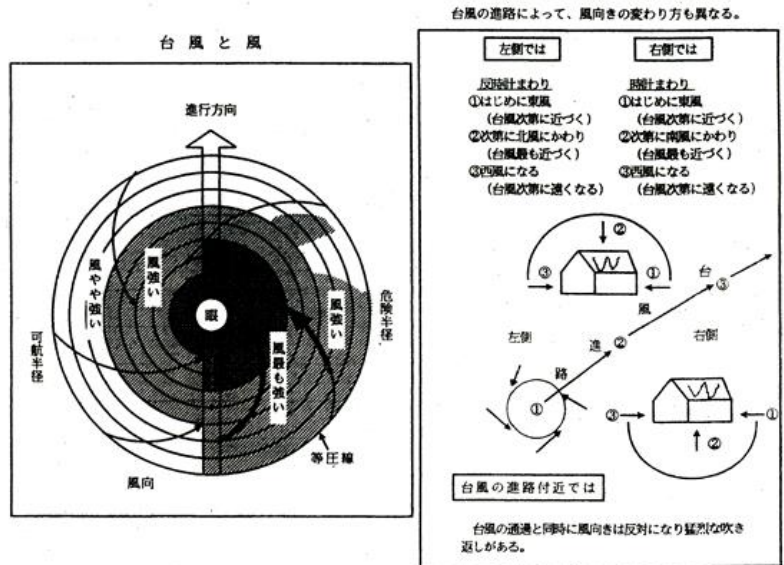 台風と風
進行方向
風やや強い
風強い
眼
風最も強い
風強い
可航半径
危険半径
等圧線
風向
台風の進路によって、風向きの変わり方も異なる。
左側では
反時計まわり
①はじめに東風
(台風次第に近づく)
②次第に北風にかわり
(台風最も近づく)
③西風になる
(台風次第に遠くなる)
右側では
時計まわり
①はじめに東風
(台風次第に近づく)
②次第に南風にかわり
(台風最も近づく)
③西風になる
(台風次第に遠くなる)
②
③
①
台
③
風
左側
進
②
右側
路
①
③
①
②
台風の進路付近では
台風の通過と同時に風向きは反対になり猛烈な吹き
返しがある。